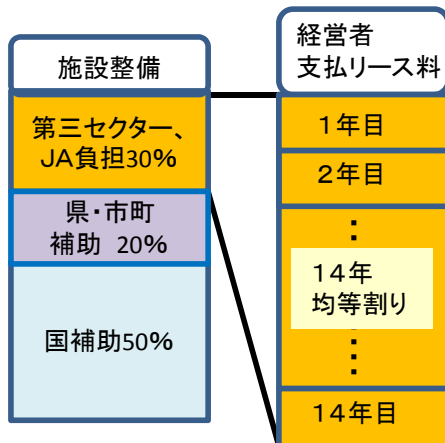 施設整備
第三セクター、
JA負担30%
県・市町
補助 20%
国補助50%
経営者
支払リース料
１年目
２年目
：
14年
均等割り
：
：
14年目